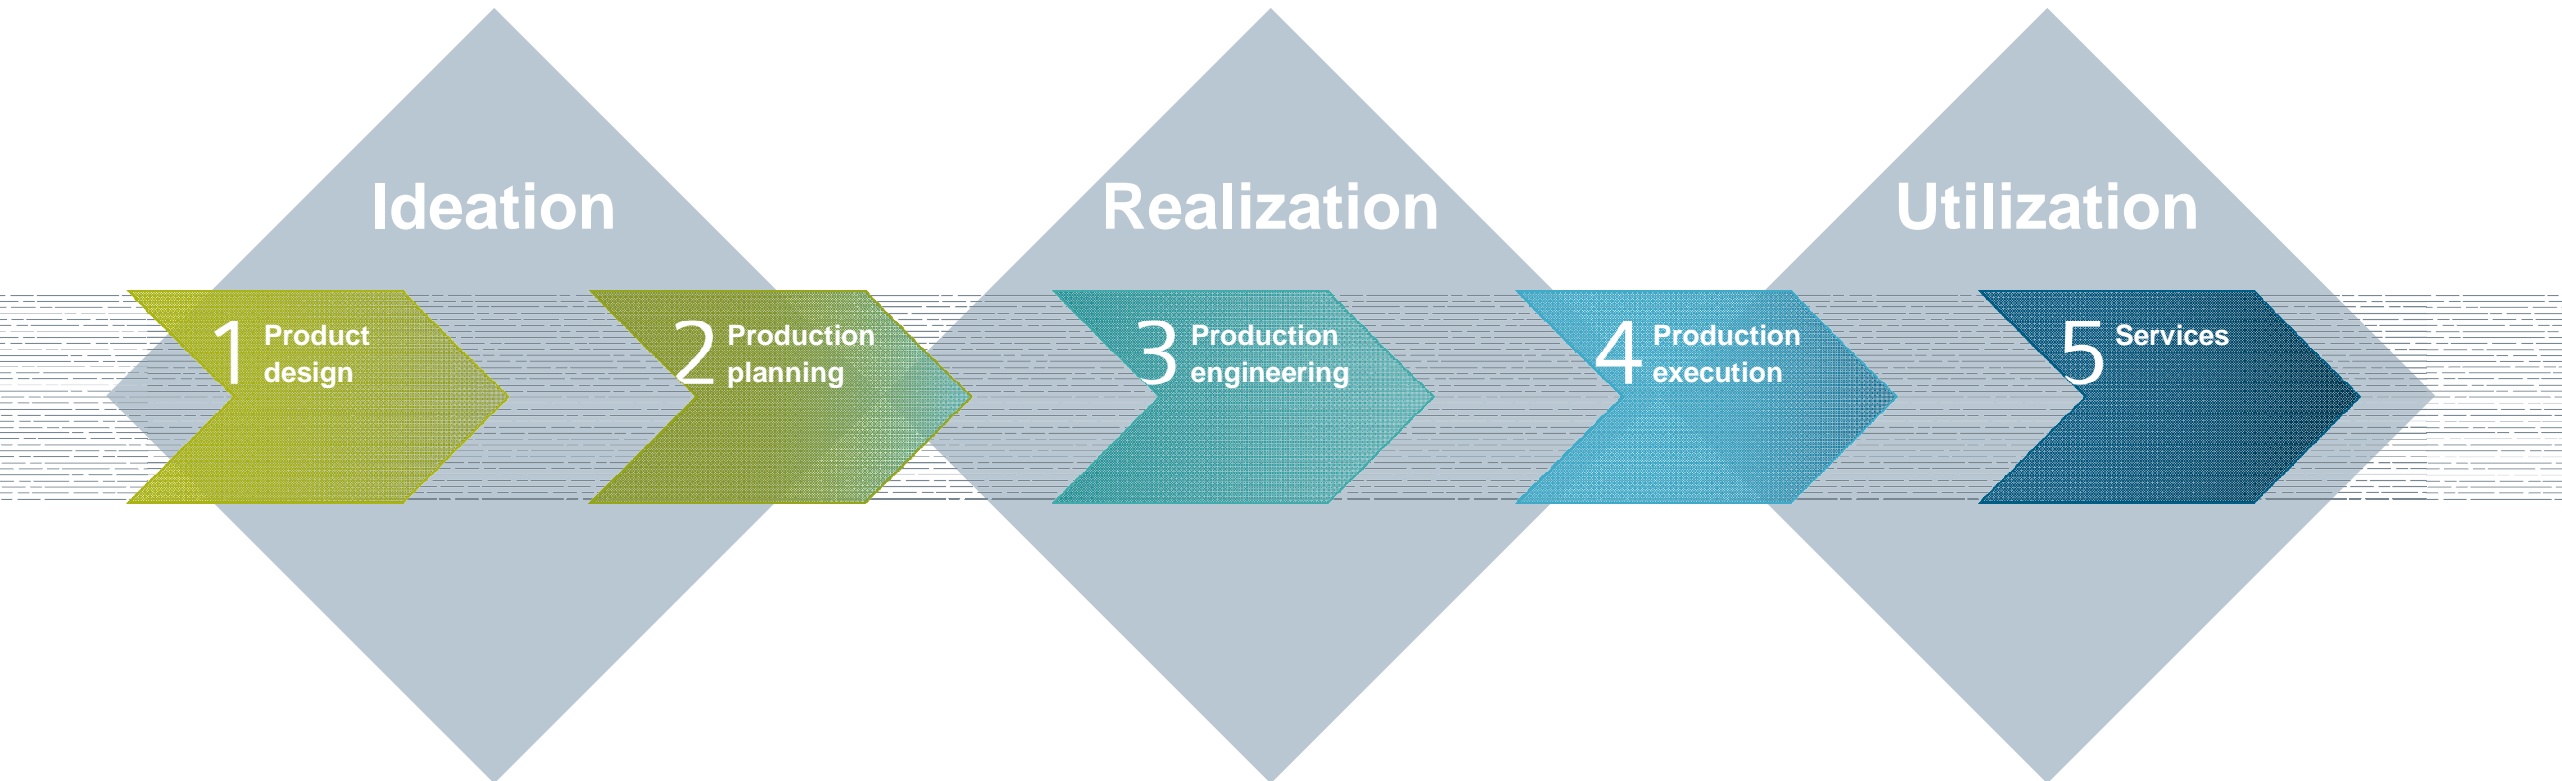 Ideation
Realization
Utilization
1 Product
design
2 Production
planning
3 Production
engineering
4 Production
execution
5 Services